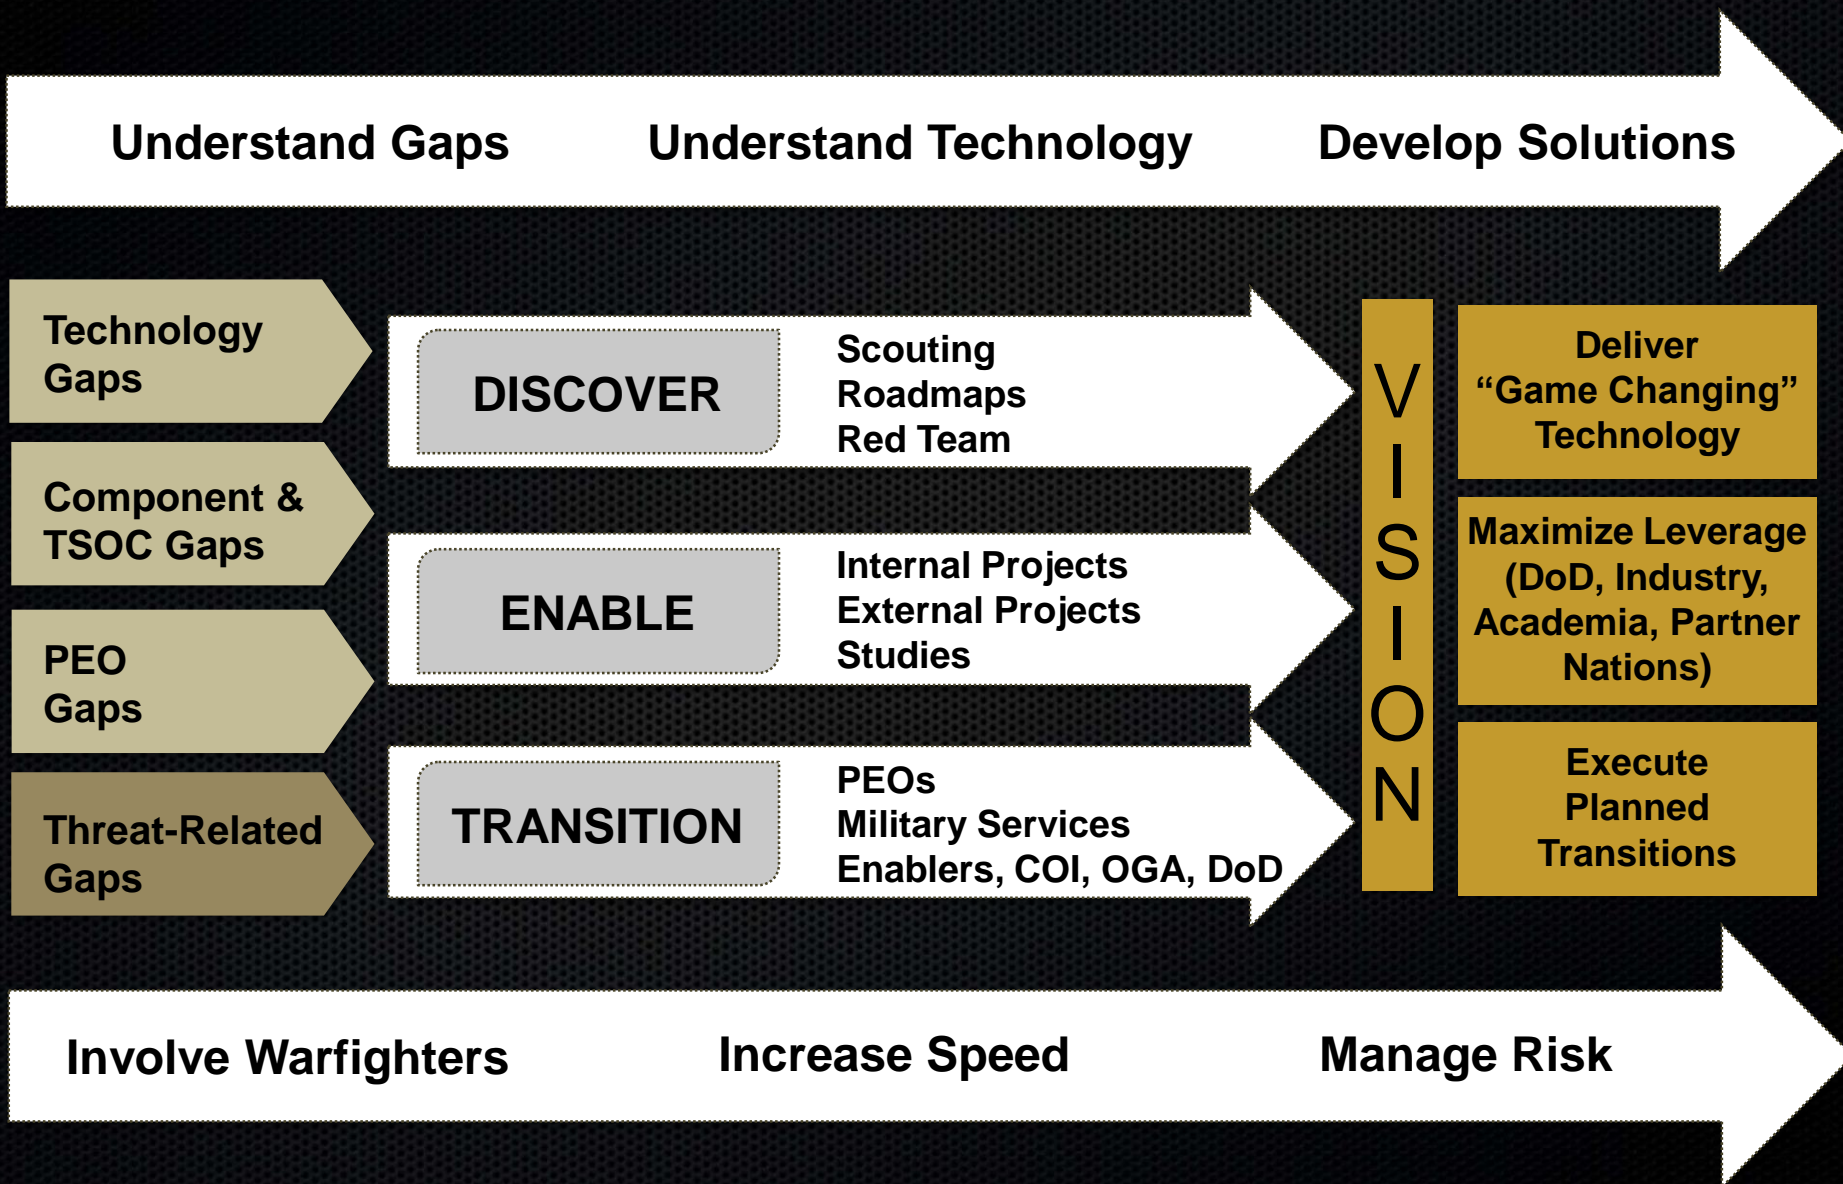 Understand Gaps
Understand Technology
Develop Solutions
Technology
Gaps
Component &
TSOC Gaps
PEO
Gaps
Threat-Related
Gaps
DISCOVER
Scouting
Roadmaps
Red Team
ENABLE
Internal Projects
External Projects
Studies
TRANSITION
PEOs
Military Services
Enablers, COI, OGA, DoD
VISION
Deliver
“Game Changing”
Technology
Maximize Leverage
(DoD, Industry,
Academia, Partner
Nations)
Execute
Planned
Transitions
Involve Warfighters
Increase Speed
Manage Risk